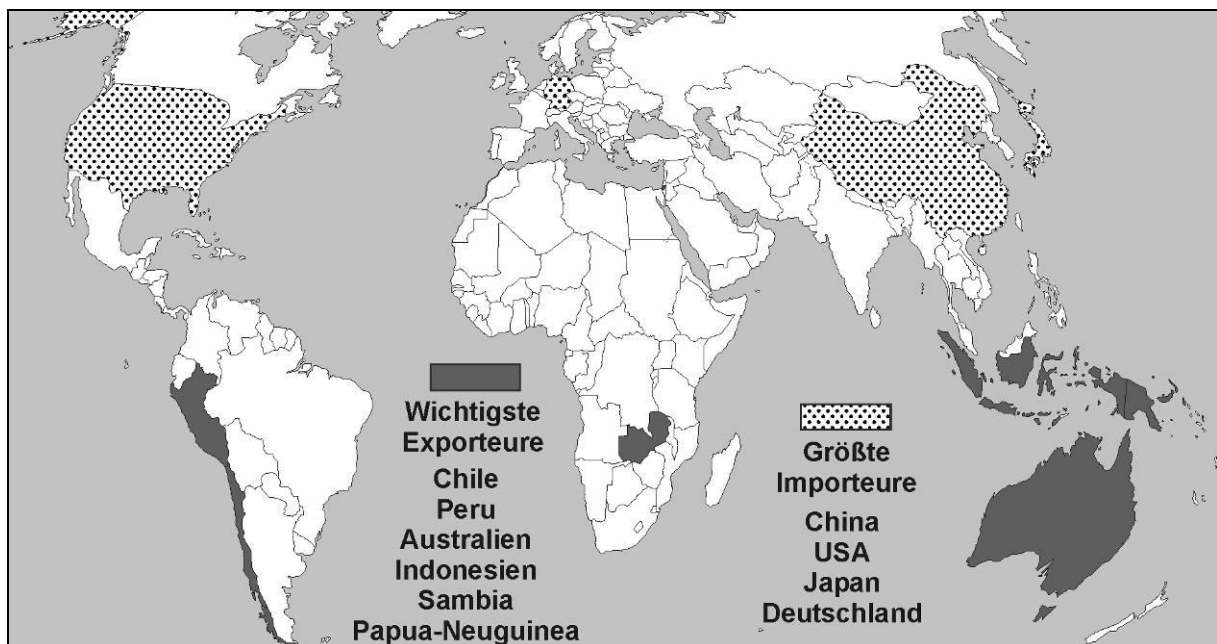 Wichtigste
Exporteure
Chile
Peru
Australien
Indonesien
Sambia
Papua-Neuguinea
Größte
Importeure
China
USA
Japan
Deutschland